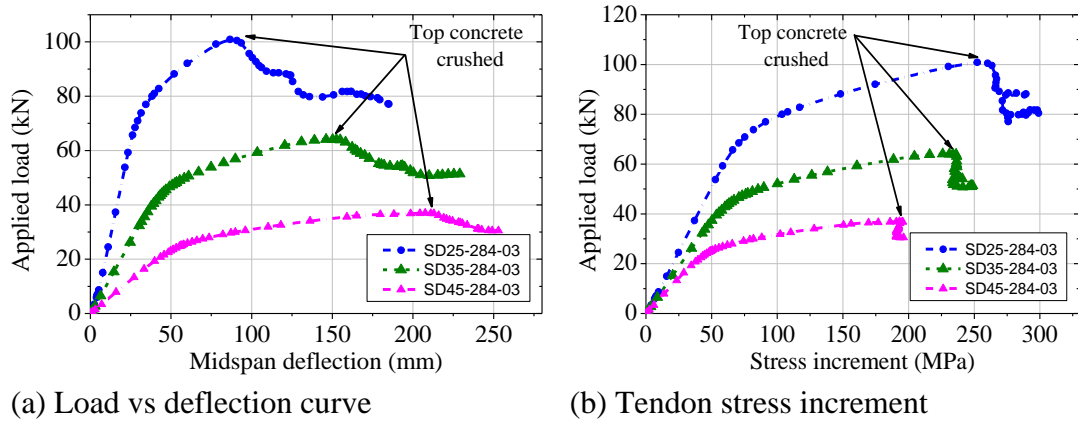 Top concrete
crushed
Applied load (kN)
100
80
60
40
20
0
SD25-284-03
SD35-284-03
SD45-284-03
0 50 100 150 200 250
Midspan deflection (mm)
(a) Load vs deflection curve
Top concrete
crushed
Applied load (kN)
120
100
80
60
40
20
0
SD25-284-03
SD35-284-03
SD45-284-03
0 50 100 150 200 250 300
Stress increment (MPa)
(b) Tendon stress increment